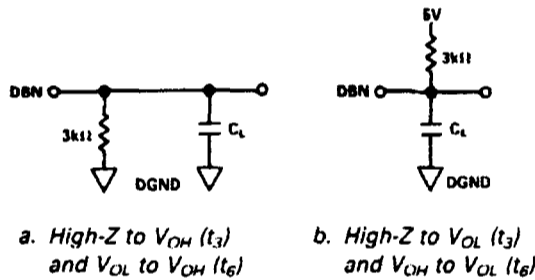 5V
3kΩ
DBN
DBN
3kΩ
CL
CL
DGND
DGND
a. High-Z to VOH (t3)
and VOL to VOH (t6)
b. High-Z to VOL (t3)
and VOH to VOL (t6)